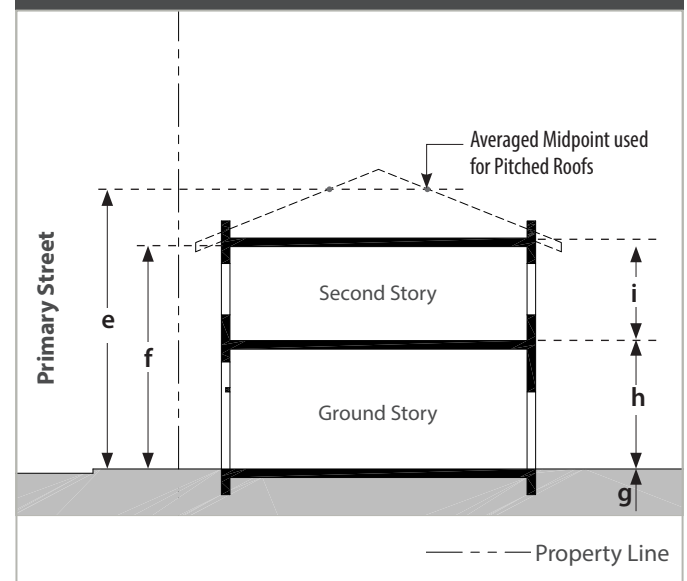 Averaged Midpoint used
for Pitched Roofs
Primary Street
e
f
Second Story
i
Ground Story
h
g
Property Line